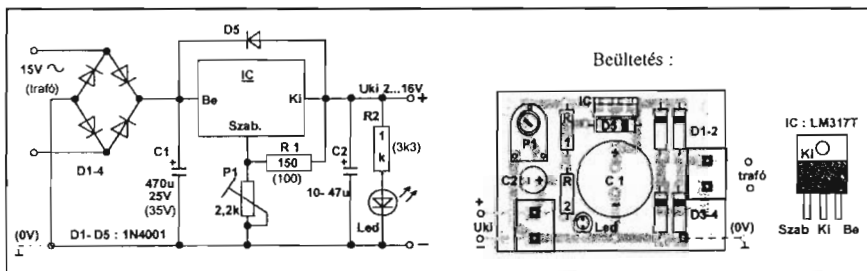 D5
IC
Be
Ki
Szab.
15V
(trafó)
Uki 2...16V
+
R2
1
k
(3k3)
R 1
150
(100)
C2
C1
470u
25V
(35V)
P1
2,2k
10- 47u
Led
D1-4
(0V)
D1- D5 : 1N4001
–
Beültetés :
IC
D5
R
1
P1
D1-2
C2
+
C 1
R
2
trafó
D3-4
+
Uki
–
Led
(0V)
IC : LM317T
Ki
Szab Ki Be